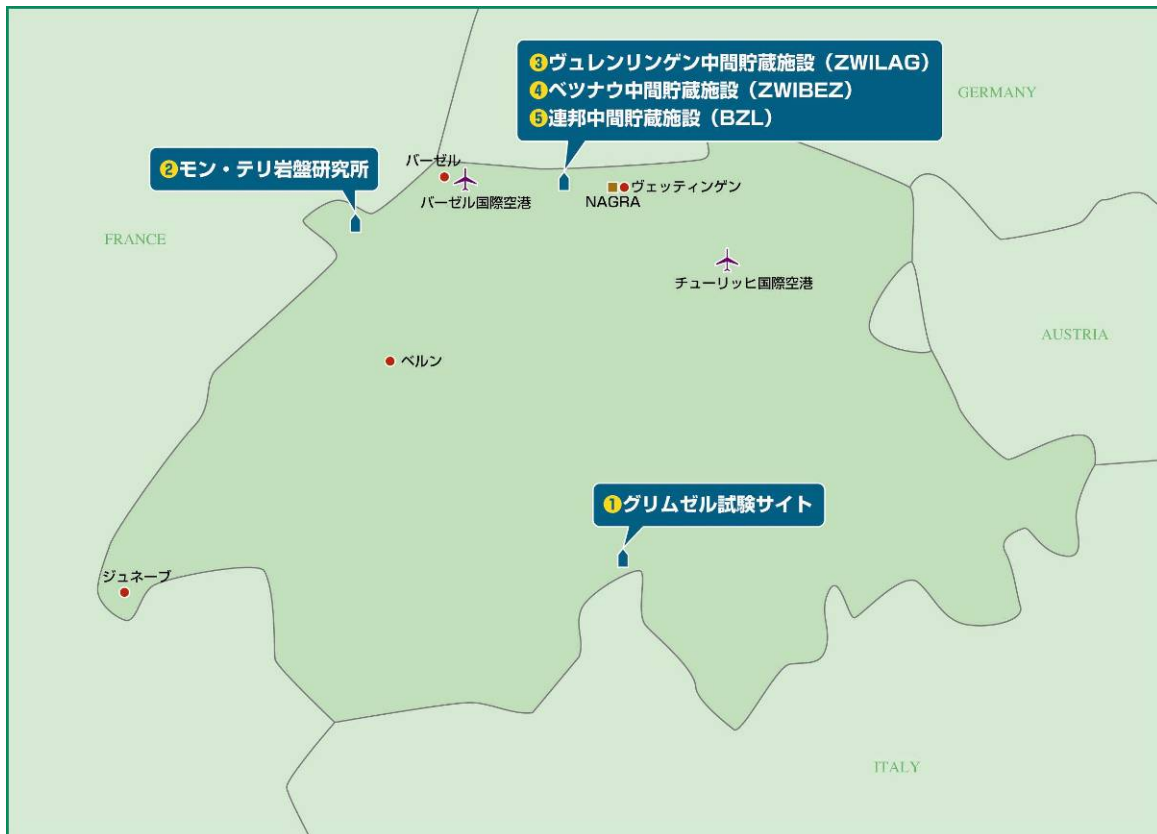 ❸ヴュレンリンゲン中間貯蔵施設（ZWILAG）
❹ベツナウ中間貯蔵施設（ZWIBEZ）
❺連邦中間貯蔵施設（BZL）
GERMANY
❷モン・テリ岩盤研究所
バーゼル
バーゼル国際空港
ヴェッティンゲン
NAGRA
FRANCE
チューリッヒ国際空港
AUSTRIA
ベルン
❶グリムゼル試験サイト
ジュネーブ
ITALY